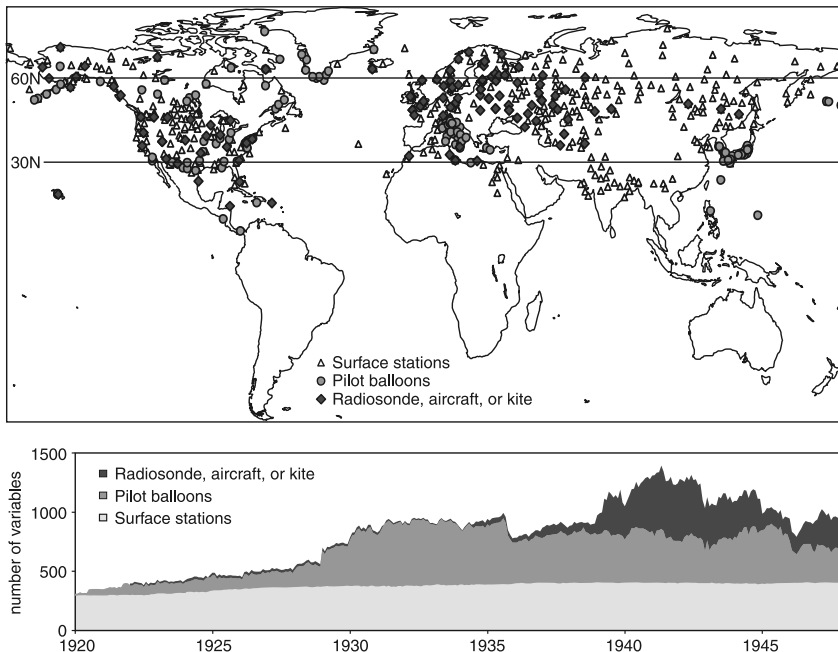 60N
30N
Surface stations
Pilot balloons
Radiosonde, aircraft, or kite
number of variables
1500
1000
500
0
Radiosonde, aircraft, or kite
Pilot balloons
Surface stations
1920 1925 1930 1935 1940 1945